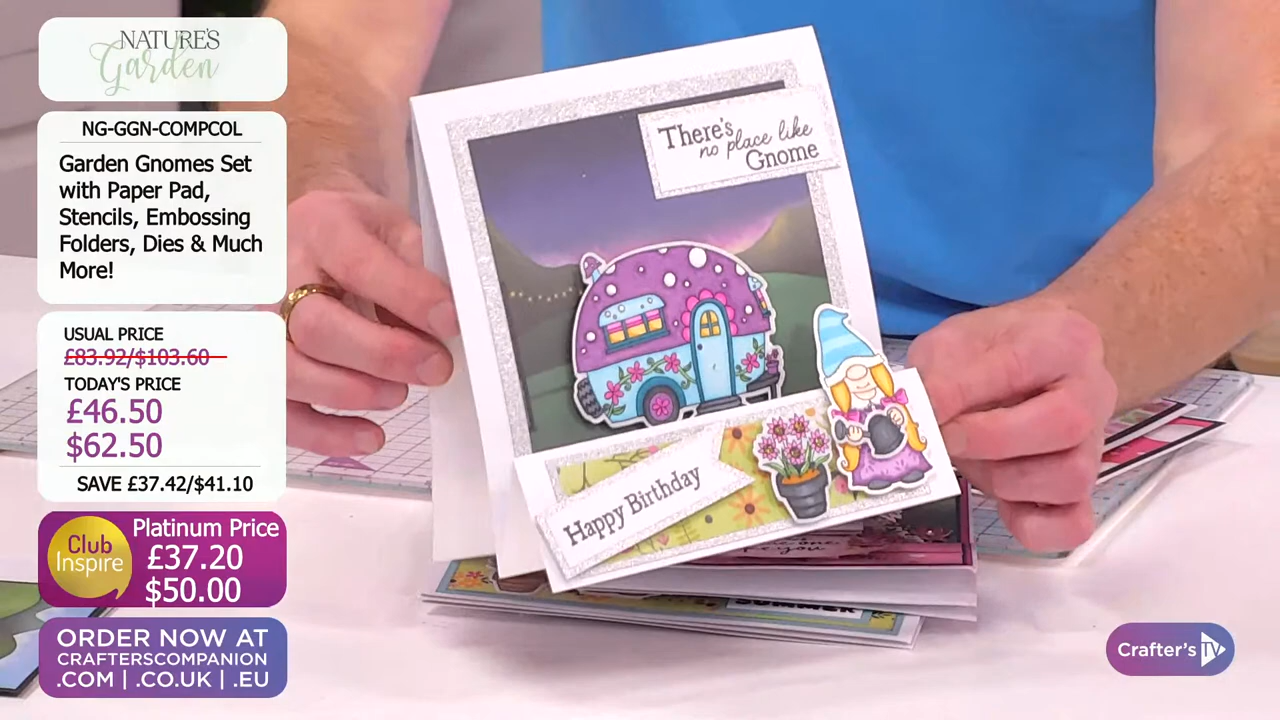 NATURE'S
Garden
NG-GGN-COMPCOL
Garden Gnomes Set
with Paper Pad,
Stencils, Embossing
Folders, Dies & Much
More!
USUAL PRICE
£83.92/$103.60
TODAY'S PRICE
£46.50
$62.50
SAVE £37.42/$41.10
Club
Inspire
Platinum Price
£37.20
$50.00
ORDER NOW AT
CRAFTERSCOMPANION
.COM | .CO.UK | .EU
There's
no place like
Gnome
Happy Birthday
like you
SUMMER
Crafter's TV